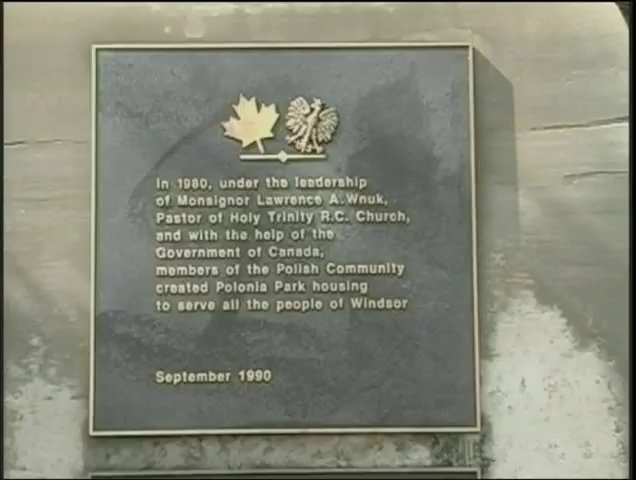 In 1980, under the leadership
of Monsignor Lawrence A. Wnuk,
Pastor of Holy Trinity R.C. Church,
and with the help of the
Government of Canada,
members of the Polish Community
created Polonia Park housing
to serve all the people of Windsor
September 1990